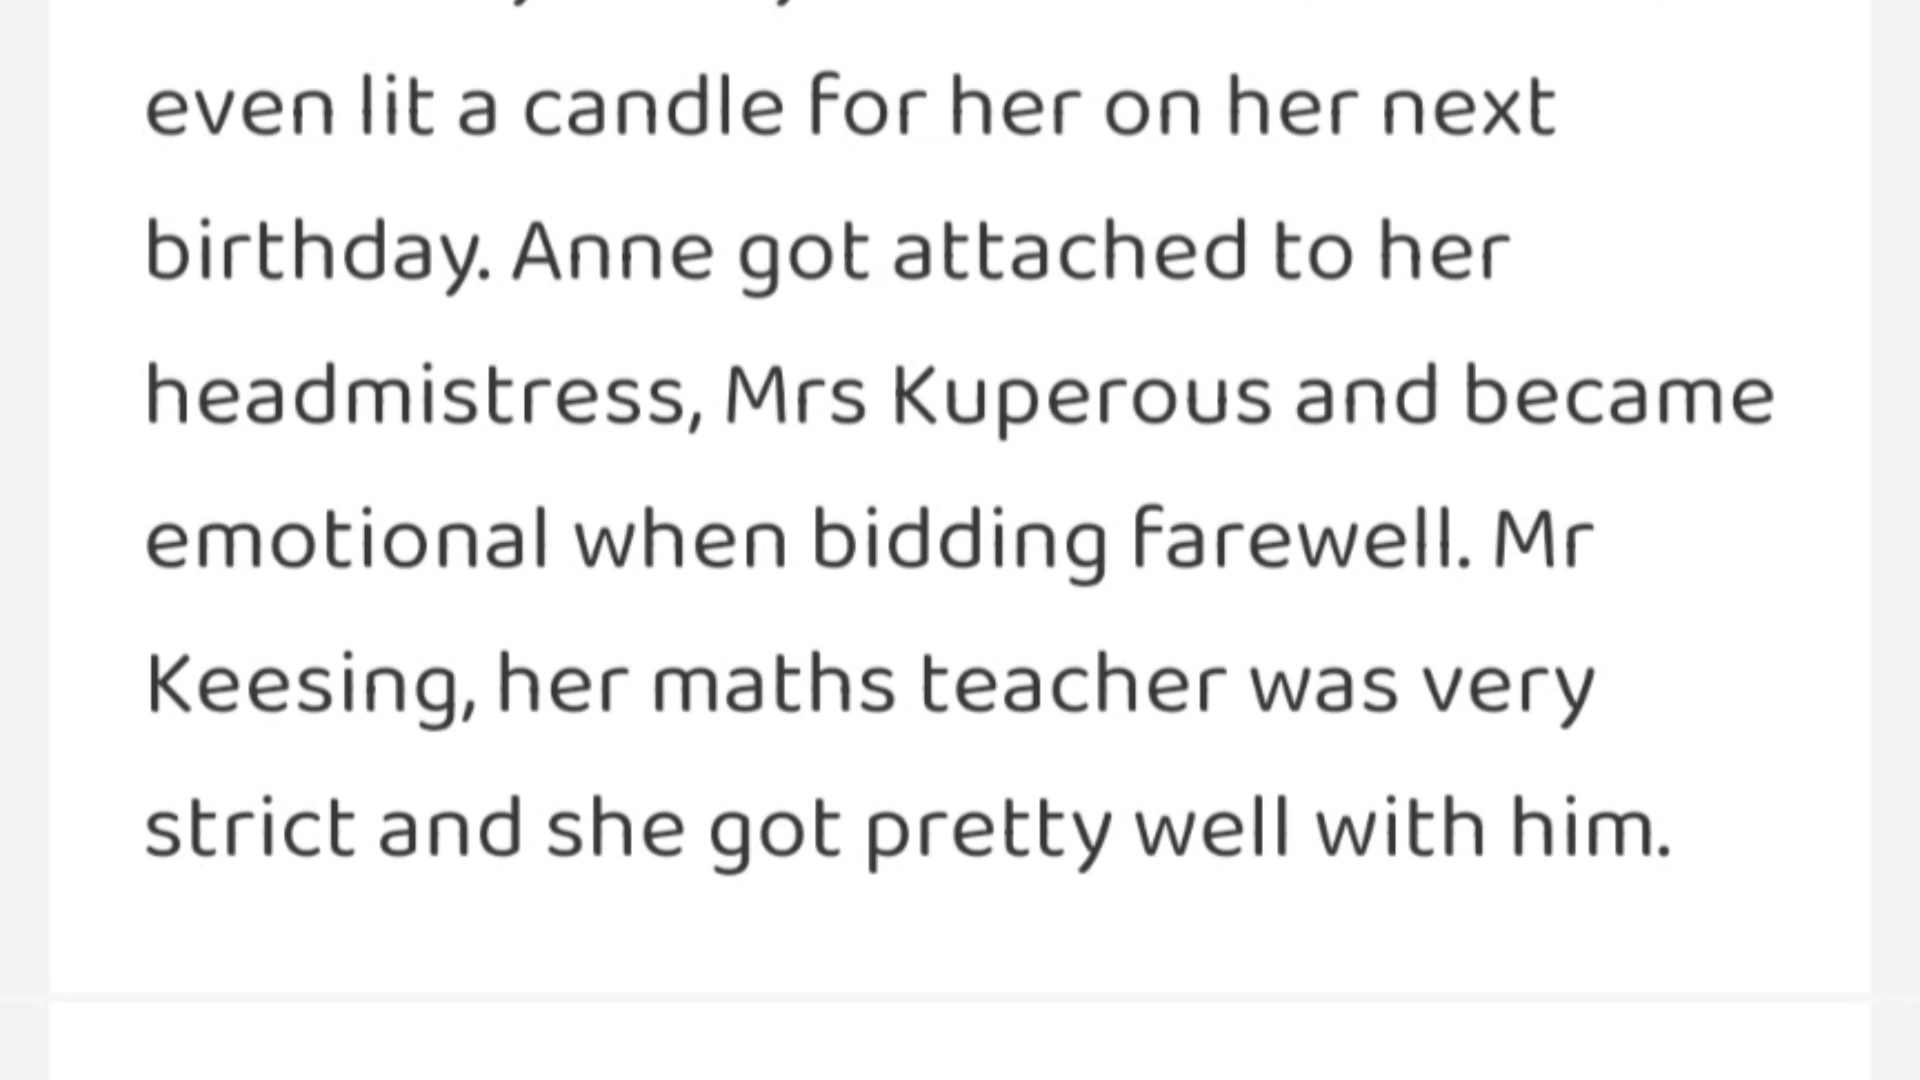 even lit a candle for her on her next
birthday. Anne got attached to her
headmistress, Mrs Kuperous and became
emotional when bidding farewell. Mr
Keesing, her maths teacher was very
strict and she got pretty well with him.